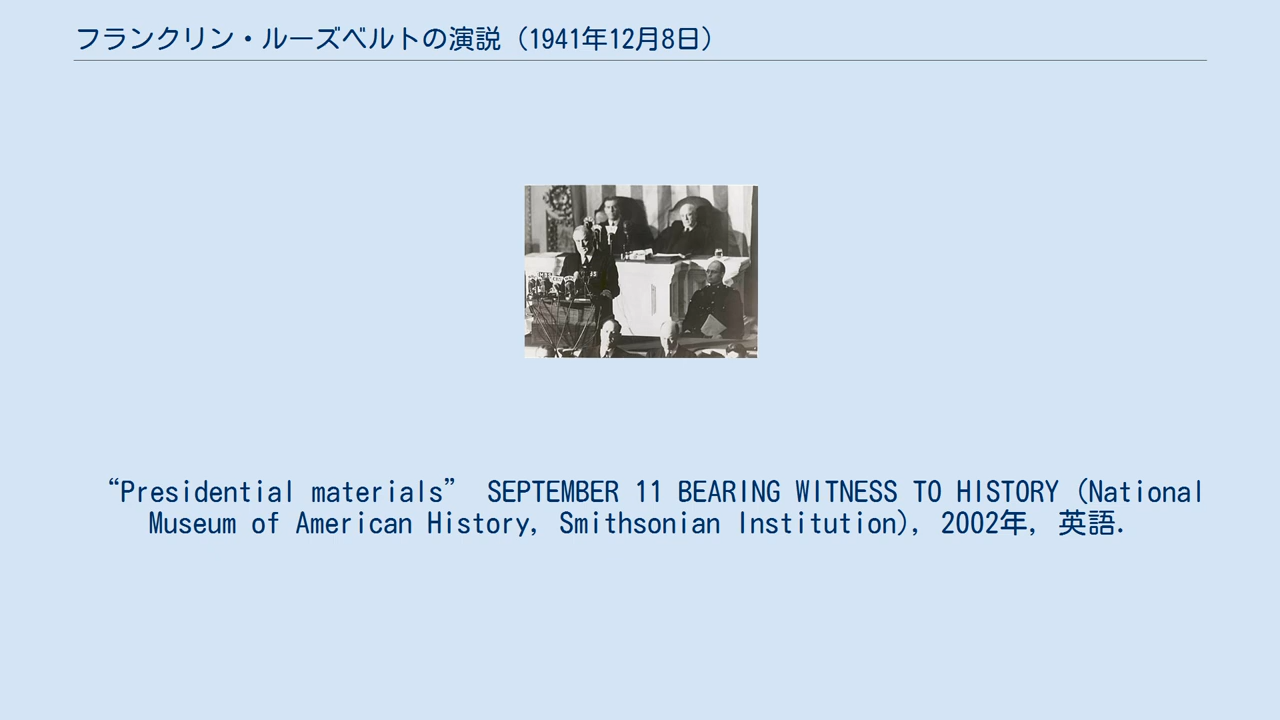 フランクリン・ルーズベルトの演説（1941年12月8日）
“Presidential materials” SEPTEMBER 11 BEARING WITNESS TO HISTORY (National
Museum of American History, Smithsonian Institution), 2002年, 英語.